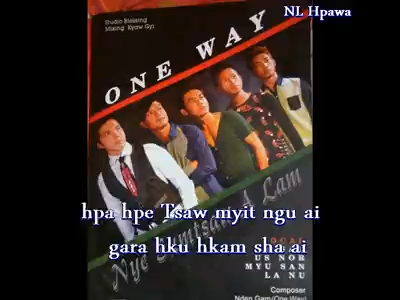 NL Hpawa
Studio Blessing
Mixing Kyaw Gyi
ONE WAY
Nye Sumtsaw A Lam
hpa hpe Tsaw myit ngu ai
gara hku hkam sha ai
US NOR
MYU SAN
LA NU
Composer
Nden Gam(One Way)